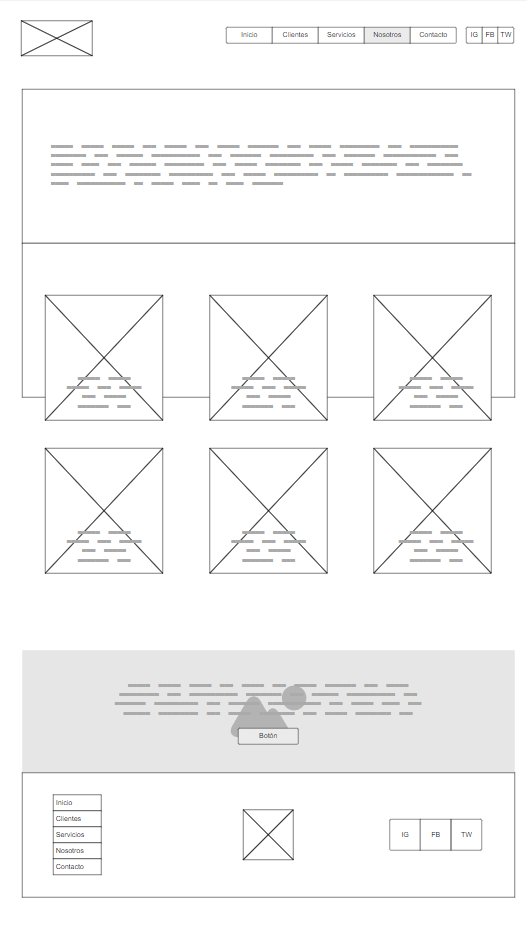 Inicio Clientes Servicios Nosotros Contacto IG FB TW
Botón
Inicio
Clientes
Servicios
Nosotros
Contacto
IG FB TW